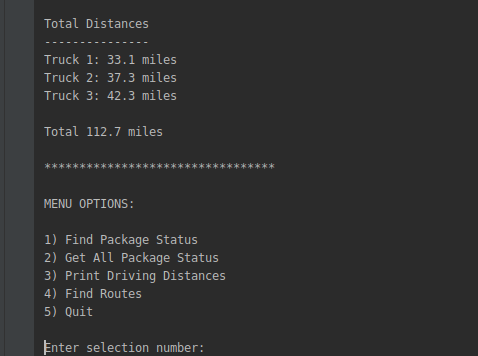 Total Distances
---------------
Truck 1: 33.1 miles
Truck 2: 37.3 miles
Truck 3: 42.3 miles
Total 112.7 miles
*********************************
MENU OPTIONS:
1) Find Package Status
2) Get All Package Status
3) Print Driving Distances
4) Find Routes
5) Quit
Enter selection number: